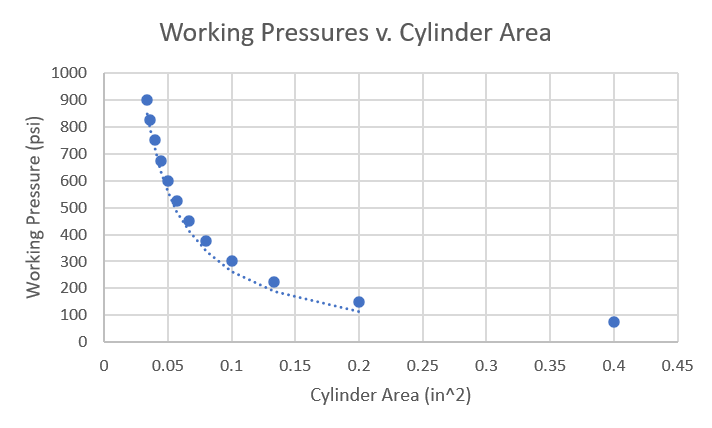 Working Pressures v. Cylinder Area
1000
900
800
700
600
500
400
300
200
100
0
Working Pressure (psi)
0 0.05 0.1 0.15 0.2 0.25 0.3 0.35 0.4 0.45
Cylinder Area (in^2)